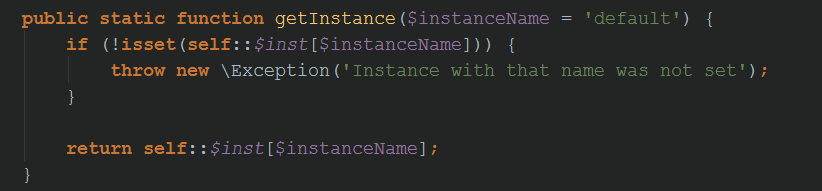 public static function getInstance($instanceName = 'default') {
if (!isset(self::$inst[$instanceName])) {
throw new \Exception('Instance with that name was not set');
}
return self::$inst[$instanceName];
}